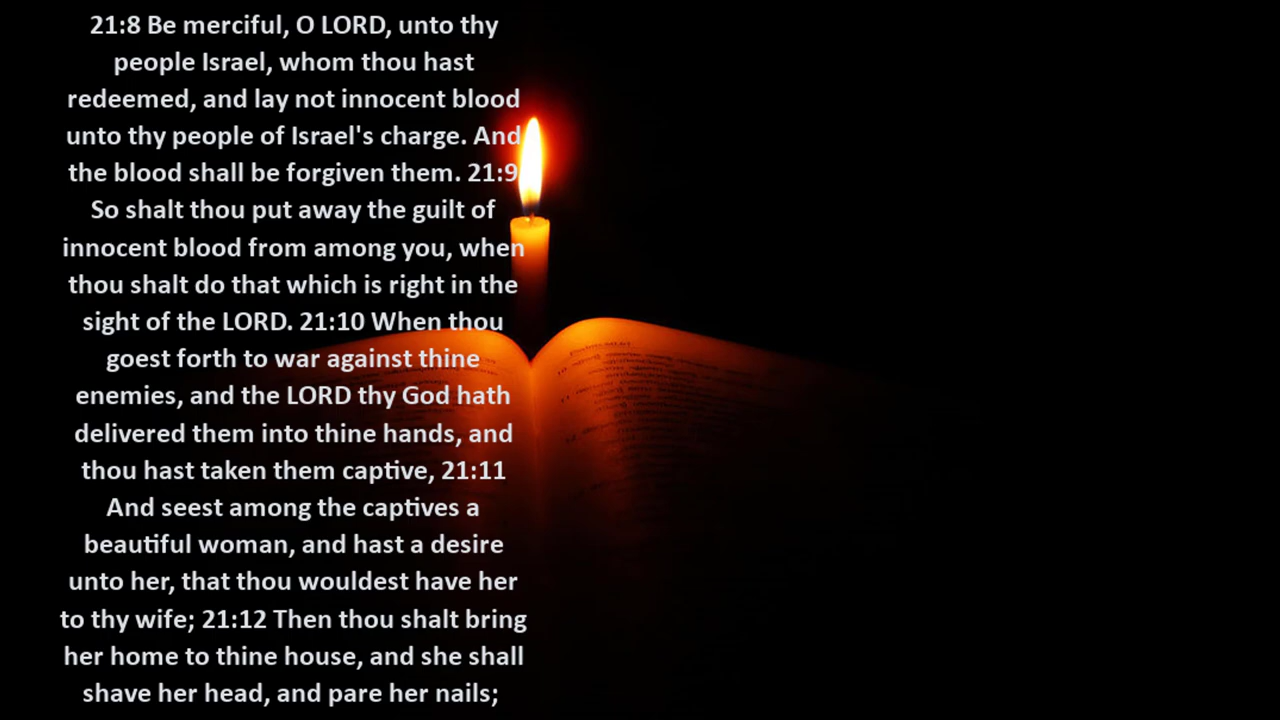 21:8 Be merciful, O LORD, unto thy
people Israel, whom thou hast
redeemed, and lay not innocent blood
unto thy people of Israel's charge. And
the blood shall be forgiven them. 21:9
So shalt thou put away the guilt of
innocent blood from among you, when
thou shalt do that which is right in the
sight of the LORD. 21:10 When thou
goest forth to war against thine
enemies, and the LORD thy God hath
delivered them into thine hands, and
thou hast taken them captive, 21:11
And seest among the captives a
beautiful woman, and hast a desire
unto her, that thou wouldest have her
to thy wife; 21:12 Then thou shalt bring
her home to thine house, and she shall
shave her head, and pare her nails;